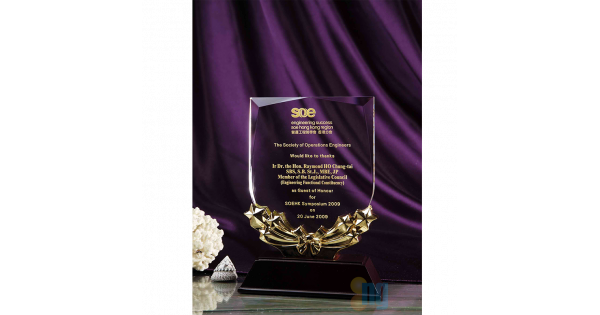 soe
engineering success
soe hong kong region
The Society of Operations Engineers
Would like to thanks
Ir Dr. the Hon. Raymond HO Chung-tai
SBS, S.B. St.J., MBE, JP
Member of the Legislative Council
(Engineering Functional Constituency)
as Guest of Honour
for
SOEHK Symposium 2009
on
20 June 2009